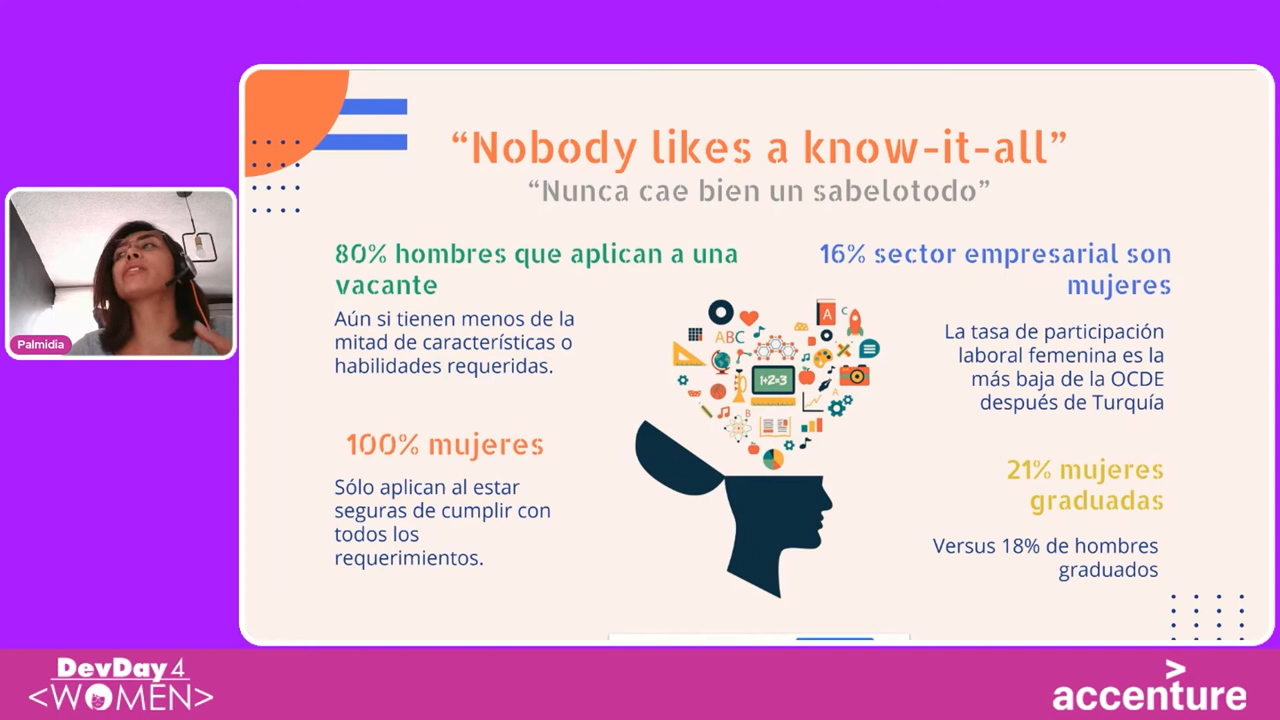 “Nobody likes a know-it-all”
“Nunca cae bien un sabelotodo”
80% hombres que aplican a una
vacante
Aún si tienen menos de la
mitad de características o
habilidades requeridas.
100% mujeres
Sólo aplican al estar
seguras de cumplir con
todos los
requerimientos.
16% sector empresarial son
mujeres
La tasa de participación
laboral femenina es la
más baja de la OCDE
después de Turquía
21% mujeres
graduadas
Versus 18% de hombres
graduados
ABC
A
C
1+2=3
A
B
Palmidia
DevDay4
<WOMEN>
accenture